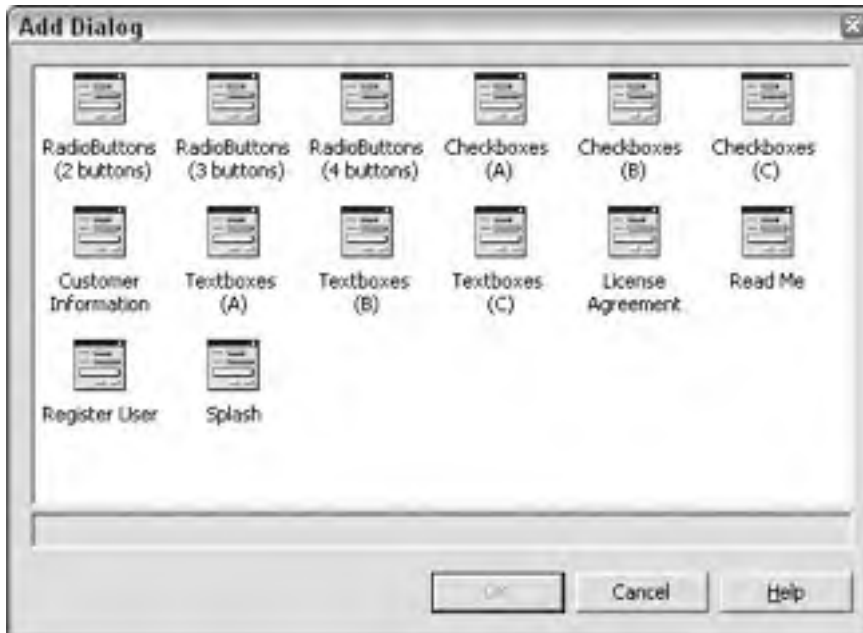 Add Dialog
RadioButtons RadioButtons RadioButtons Checkboxes Checkboxes Checkboxes
(2 buttons) (3 buttons) (4 buttons) (A) (B) (C)
Customer Textboxes Textboxes Textboxes License Read Me
Information (A) (B) (C) Agreement
Register User Splash
OK Cancel Help